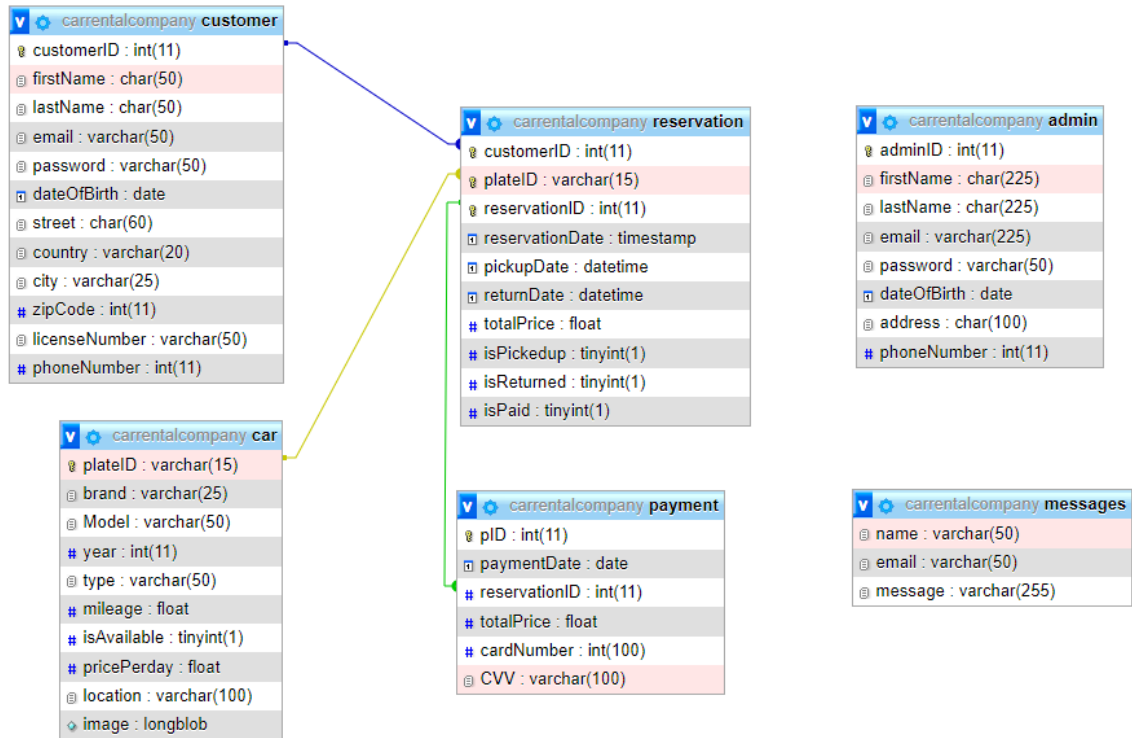 carrentalcompany customer
customerID : int(11)
firstName : char(50)
lastName : char(50)
email : varchar(50)
password : varchar(50)
dateOfBirth : date
street : char(60)
country : varchar(20)
city : varchar(25)
# zipCode : int(11)
licenseNumber : varchar(50)
# phoneNumber : int(11)
carrentalcompany car
plateID : varchar(15)
brand : varchar(25)
Model : varchar(50)
# year : int(11)
type : varchar(50)
# mileage : float
# isAvailable : tinyint(1)
# pricePerday : float
location : varchar(100)
image : longblob
carrentalcompany reservation
customerID : int(11)
plateID : varchar(15)
reservationID : int(11)
reservationDate : timestamp
pickupDate : datetime
returnDate : datetime
# totalPrice : float
# isPickedup : tinyint(1)
# isReturned : tinyint(1)
# isPaid : tinyint(1)
carrentalcompany payment
pID : int(11)
paymentDate : date
# reservationID : int(11)
# totalPrice : float
# cardNumber : int(100)
CVV : varchar(100)
carrentalcompany admin
adminID : int(11)
firstName : char(225)
lastName : char(225)
email : varchar(225)
password : varchar(50)
dateOfBirth : date
address : char(100)
# phoneNumber : int(11)
carrentalcompany messages
name : varchar(50)
email : varchar(50)
message : varchar(255)